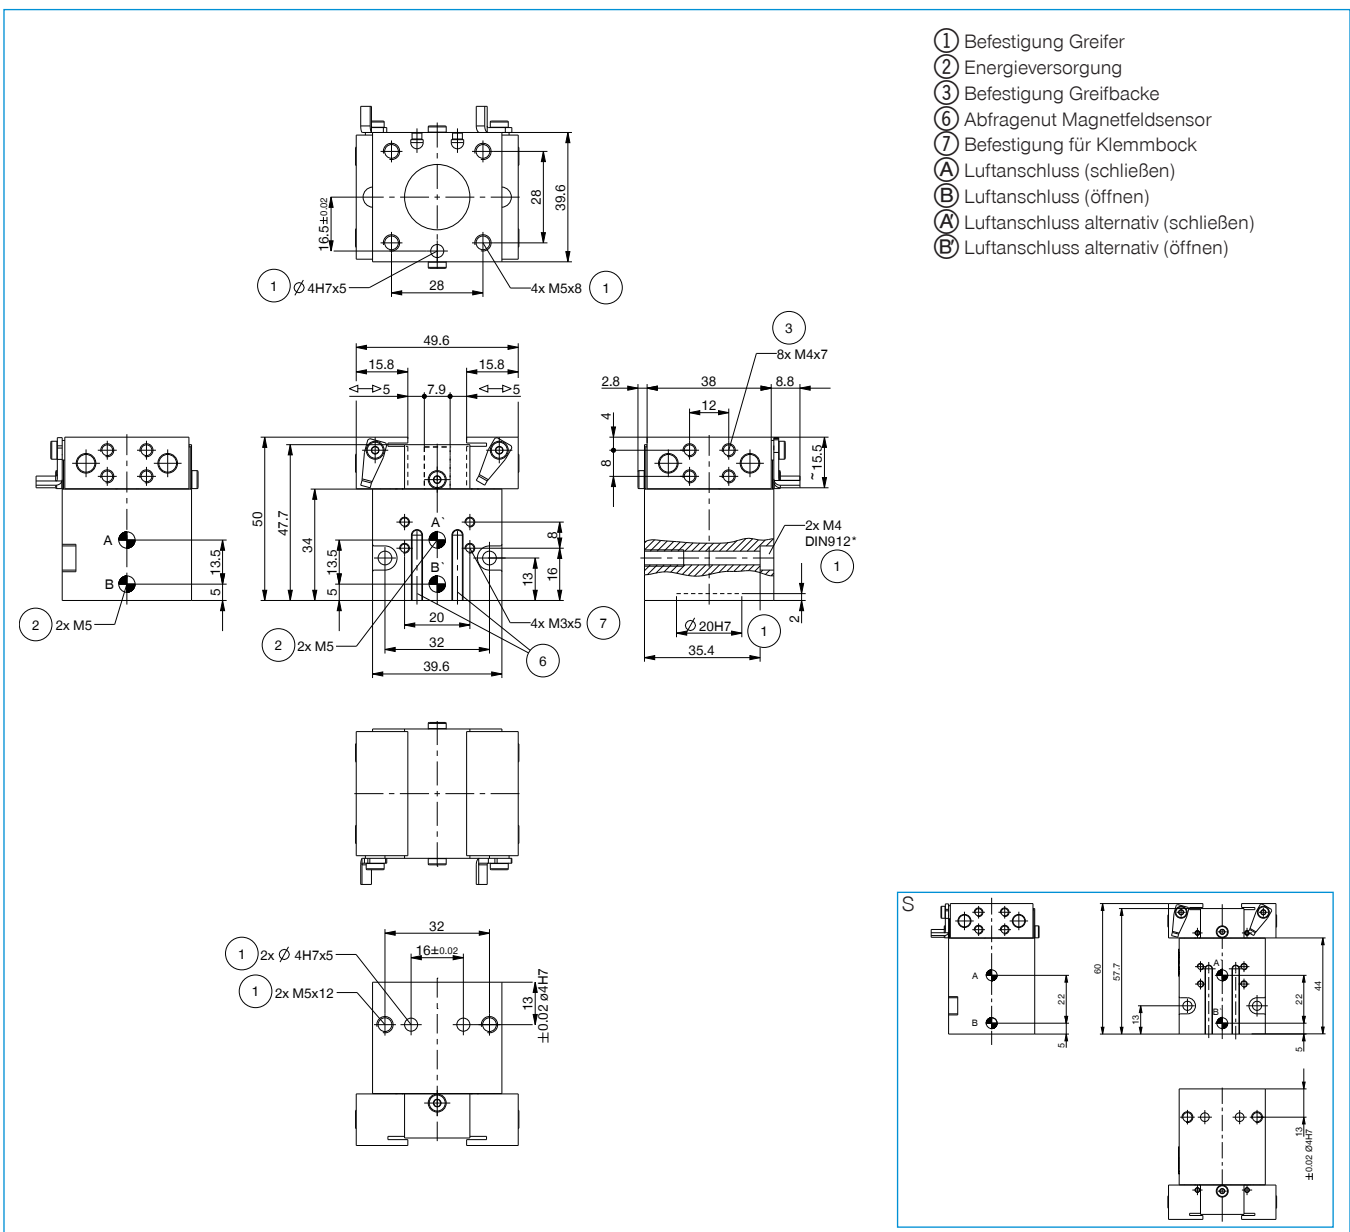 1 Befestigung Greifer
2 Energieversorgung
3 Befestigung Greifbacke
6 Abfragenut Magnetfeldsensor
7 Befestigung für Klemmbock
A Luftanschluss (schließen)
B Luftanschluss (öffnen)
A' Luftanschluss alternativ (schließen)
B' Luftanschluss alternativ (öffnen)
16.5±0.02
28
39.6
1 Ø 4H7x5
28
4x M5x8 1
3
49.6
8x M4x7
15.8
15.8
5
7.9
5
2.8
38
8.8
12
4
8
~15.5
50
47.7
34
13.5
5
A
B
13.5
5
A`
B`
8
16
13
2x M4
DIN912*
1
2 2x M5
2 2x M5
20
32
39.6
4x M3x5 7
6
Ø 20H7
1
2
35.4
32
16±0.02
1 2x Ø 4H7x5
1 2x M5x12
13
±0.02 ø4H7
S
A
B
13
22
5
60
57.7
A`
B`
22
44
5
13
±0.02 Ø4H7